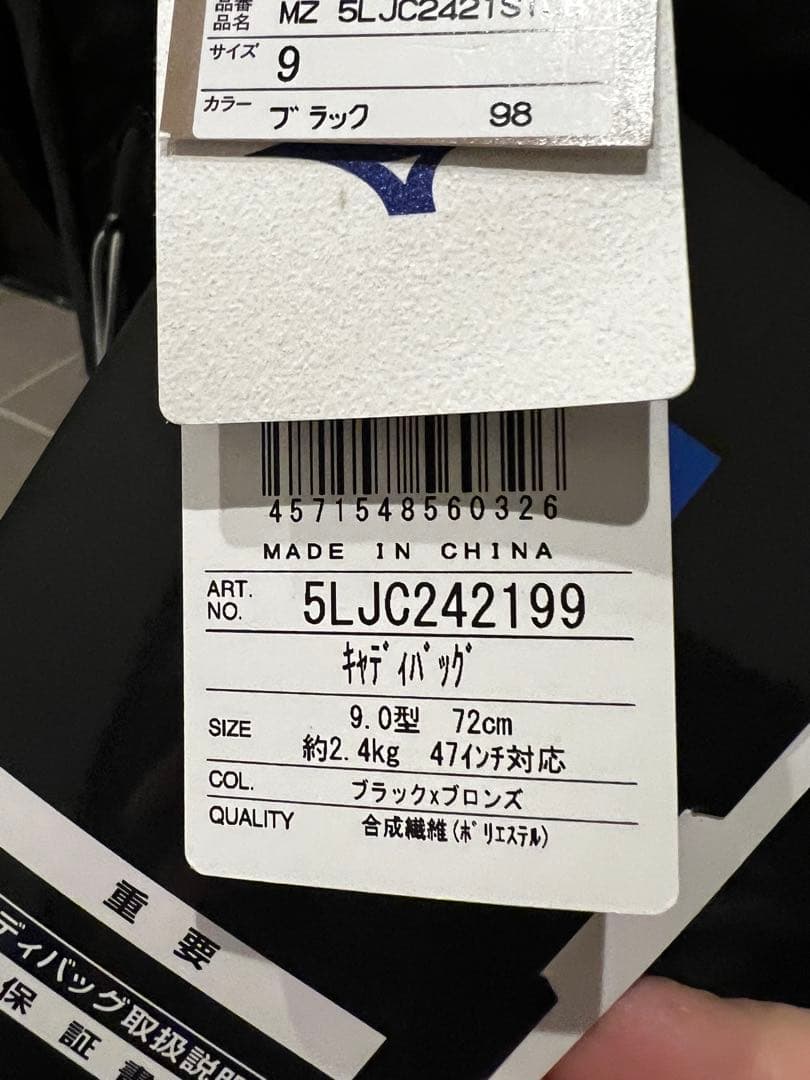 品番
品名
MZ 5LJC2421S
サイズ 9
カラー ブラック 98
4571548560326
MADE IN CHINA
ART. NO. 5LJC242199
ｷｬﾃﾞｨﾊﾞｯｸﾞ
SIZE 9.0型 72cm
約2.4kg 47ｲﾝﾁ対応
COL. ブラックxブロンズ
QUALITY 合成繊維(ﾎﾟﾘｴｽﾃﾙ)
重要
ディバッグ取扱説明
保証書